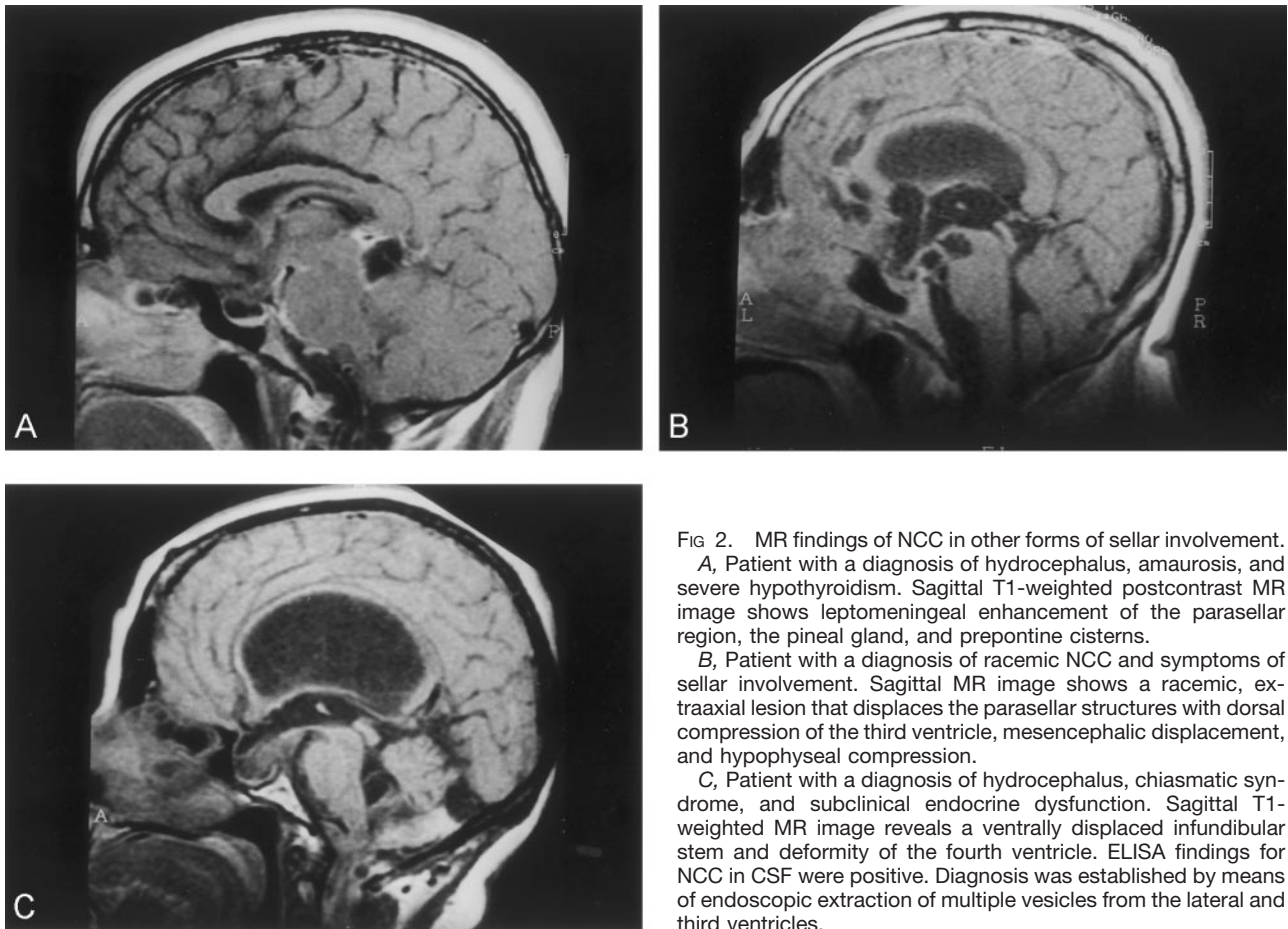 A
P
A
B
A
L
P
R
C
A
FIG 2. MR findings of NCC in other forms of sellar involvement.
A, Patient with a diagnosis of hydrocephalus, amaurosis, and
severe hypothyroidism. Sagittal T1-weighted postcontrast MR
image shows leptomeningeal enhancement of the parasellar
region, the pineal gland, and prepontine cisterns.
B, Patient with a diagnosis of racemic NCC and symptoms of
sellar involvement. Sagittal MR image shows a racemic, ex-
traaxial lesion that displaces the parasellar structures with dorsal
compression of the third ventricle, mesencephalic displacement,
and hypophyseal compression.
C, Patient with a diagnosis of hydrocephalus, chiasmatic syn-
drome, and subclinical endocrine dysfunction. Sagittal T1-
weighted MR image reveals a ventrally displaced infundibular
stem and deformity of the fourth ventricle. ELISA findings for
NCC in CSF were positive. Diagnosis was established by means
of endoscopic extraction of multiple vesicles from the lateral and
third ventricles.